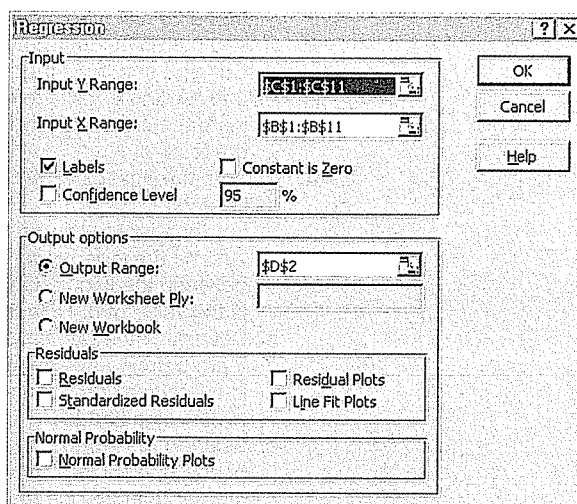 Regression
? ×
Input
Input Y Range: $C$1:$C$11
OK
Input X Range: $B$1:$B$11
Cancel
Labels Constant is Zero
Help
Confidence Level 95 %
Output options
Output Range: $D$2
New Worksheet Ply:
New Workbook
Residuals
Residuals Residual Plots
Standardized Residuals Line Fit Plots
Normal Probability
Normal Probability Plots